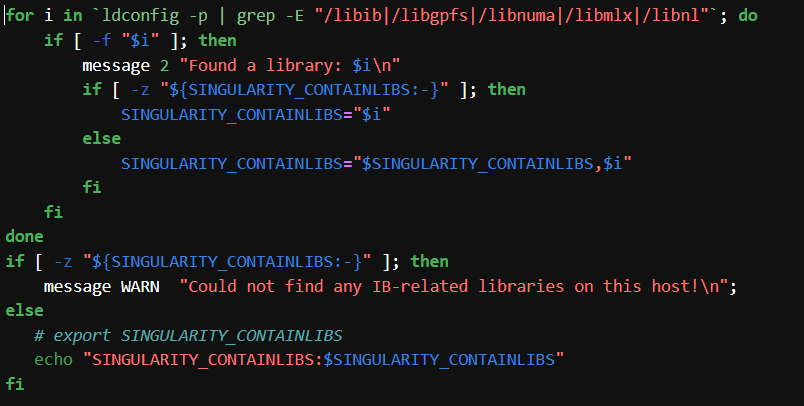 for i in `ldconfig -p | grep -E "/libib|/libgpfs|/libnuma|/libmlx|/libnl"`; do
    if [ -f "$i" ]; then
        message 2 "Found a library: $i\n"
        if [ -z "${SINGULARITY_CONTAINLIBS:-}" ]; then
            SINGULARITY_CONTAINLIBS="$i"
        else
            SINGULARITY_CONTAINLIBS="$SINGULARITY_CONTAINLIBS,$i"
        fi
    fi
done
if [ -z "${SINGULARITY_CONTAINLIBS:-}" ]; then
    message WARN  "Could not find any IB-related libraries on this host!\n";
else
   # export SINGULARITY_CONTAINLIBS
   echo "SINGULARITY_CONTAINLIBS:$SINGULARITY_CONTAINLIBS"
fi